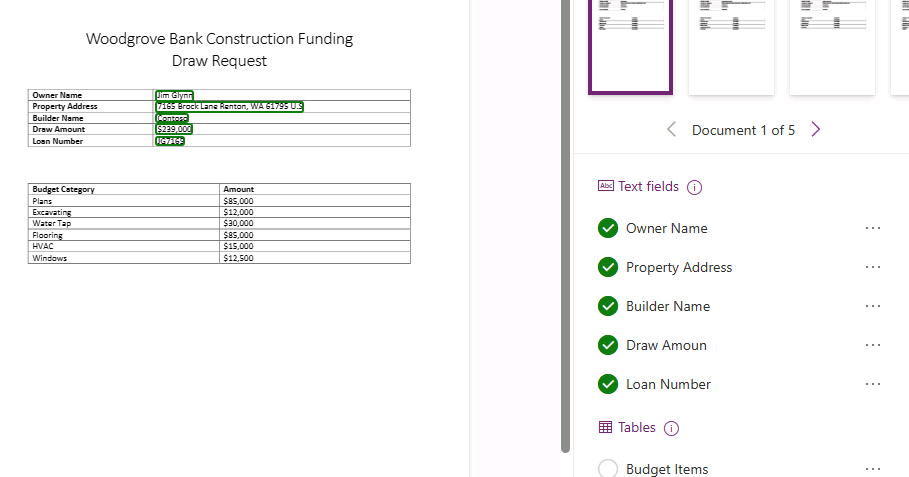 Woodgrove Bank Construction Funding
Draw Request
Owner Name Jim Glynn
Property Address 7165 Brock Lane Renton, WA 61795 U.S
Builder Name Contoso
Draw Amount $239,000
Loan Number JG7165
Budget Category Amount
Plans $85,000
Excavating $12,000
Water Tap $30,000
Flooring $85,000
HVAC $15,000
Windows $12,500
Document 1 of 5
Abc Text fields
Owner Name
Property Address
Builder Name
Draw Amoun
Loan Number
Tables
Budget Items